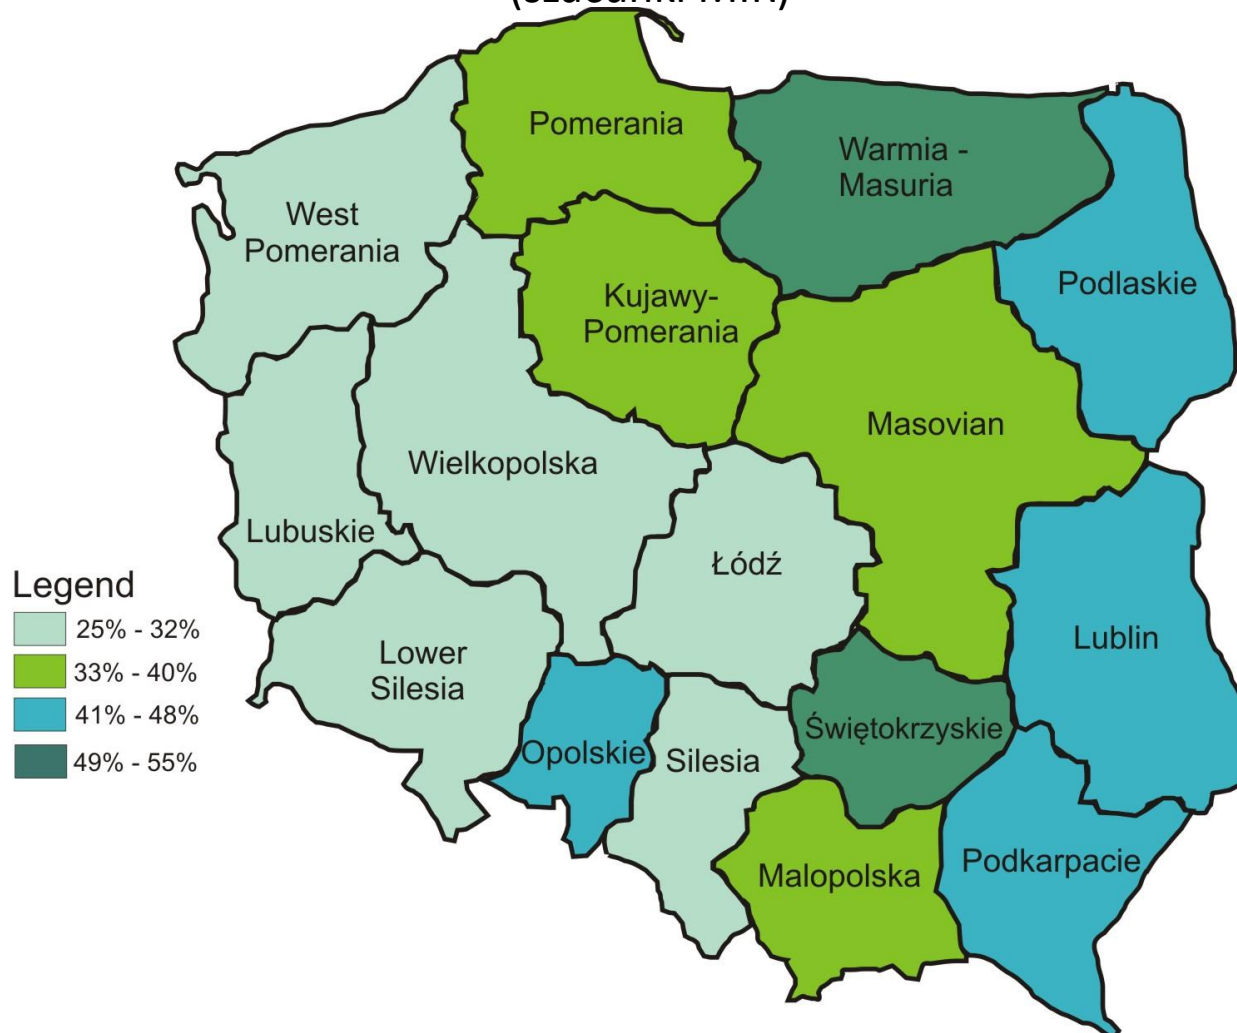 Pomerania
Warmia -
Masuria
West
Pomerania
Podlaskie
Kujawy-
Pomerania
Masovian
Wielkopolska
Lubuskie
Łódź
Lublin
Lower
Silesia
Opolskie
Silesia
Świętokrzyskie
Malopolska
Podkarpacie
Legend
25% - 32%
33% - 40%
41% - 48%
49% - 55%